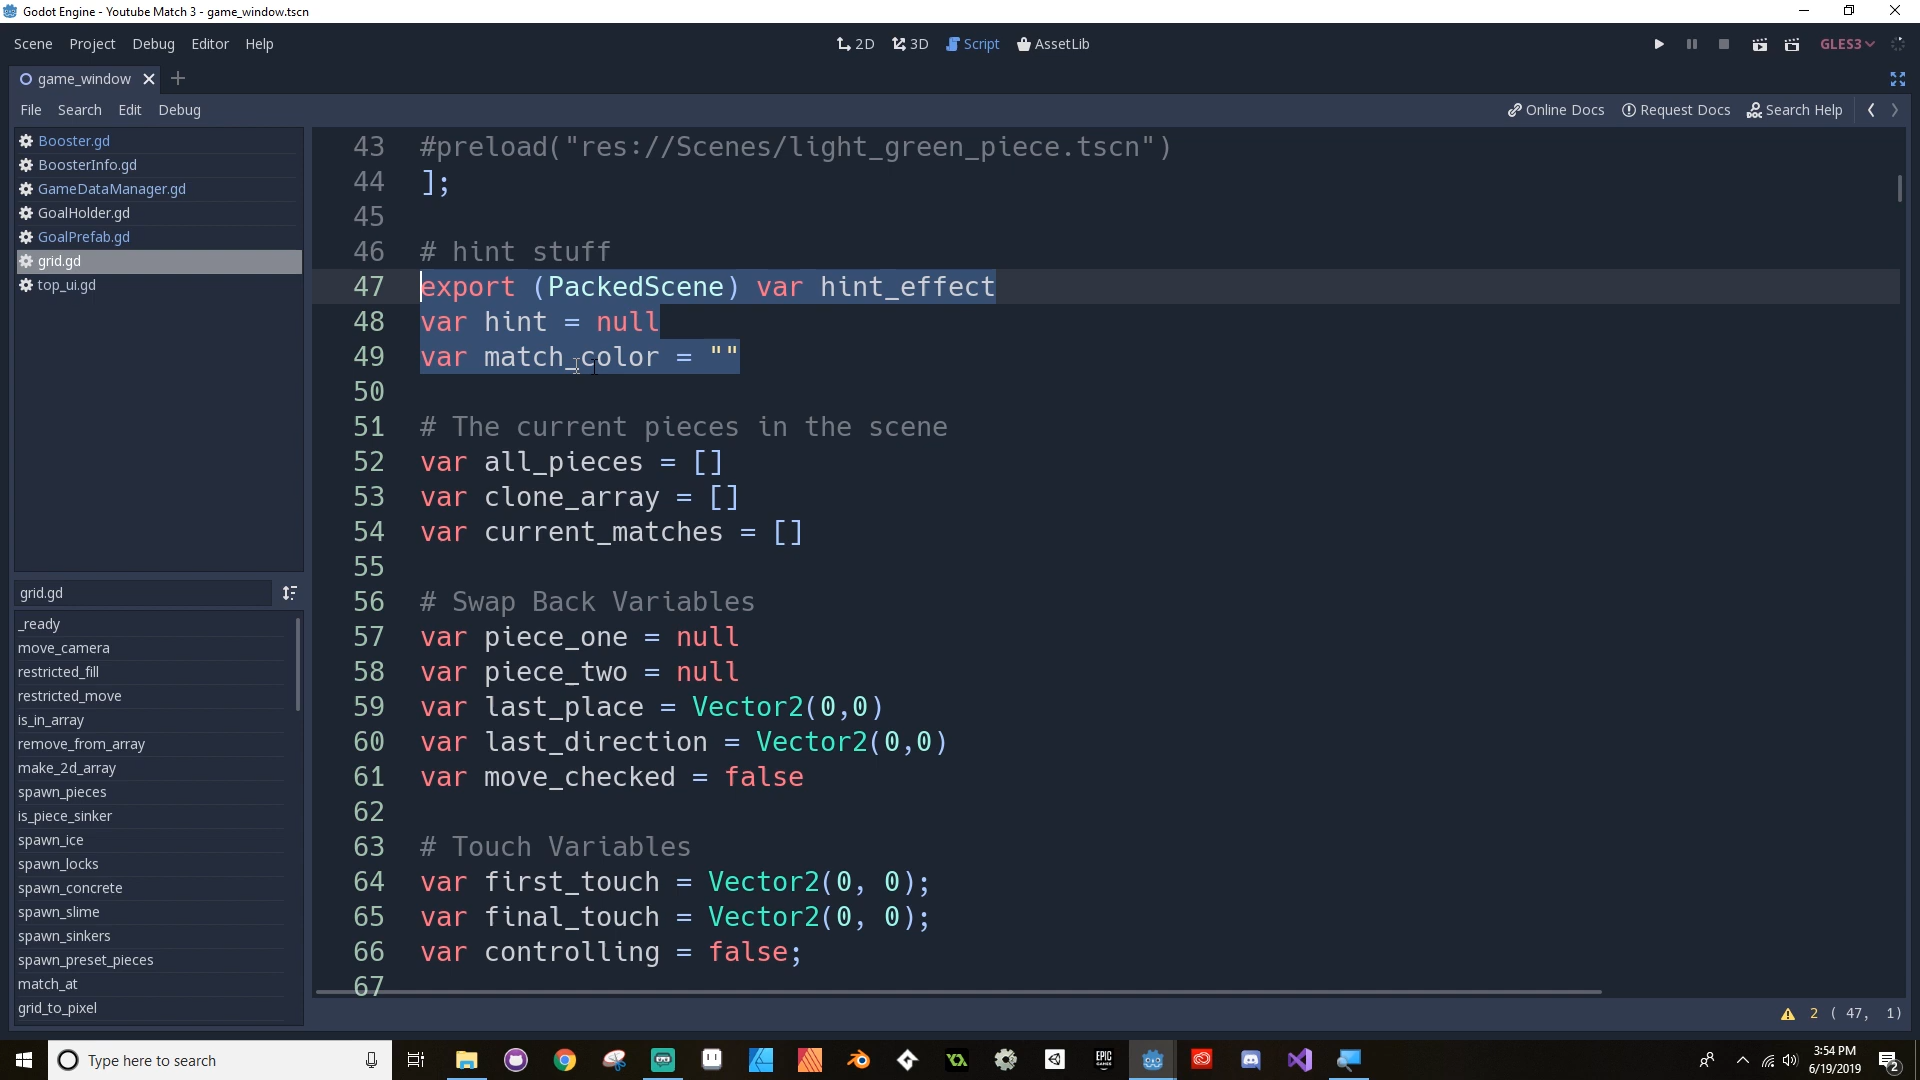 Godot Engine - Youtube Match 3 - game_window.tscn
Scene Project Debug Editor Help
2D 3D Script AssetLib
GLES3
game_window
File Search Edit Debug
Online Docs Request Docs Search Help
Booster.gd
BoosterInfo.gd
GameDataManager.gd
GoalHolder.gd
GoalPrefab.gd
grid.gd
top_ui.gd
grid.gd
_ready
move_camera
restricted_fill
restricted_move
is_in_array
remove_from_array
make_2d_array
spawn_pieces
is_piece_sinker
spawn_ice
spawn_locks
spawn_concrete
spawn_slime
spawn_sinkers
spawn_preset_pieces
match_at
grid_to_pixel
43 #preload("res://Scenes/light_green_piece.tscn")
44 ];
45
46 # hint stuff
47 export (PackedScene) var hint_effect
48 var hint = null
49 var match_color = ""
50
51 # The current pieces in the scene
52 var all_pieces = []
53 var clone_array = []
54 var current_matches = []
55
56 # Swap Back Variables
57 var piece_one = null
58 var piece_two = null
59 var last_place = Vector2(0,0)
60 var last_direction = Vector2(0,0)
61 var move_checked = false
62
63 # Touch Variables
64 var first_touch = Vector2(0, 0);
65 var final_touch = Vector2(0, 0);
66 var controlling = false;
67
2 ( 47, 1)
Type here to search
EPIC GAMES
3:54 PM
6/19/2019
2